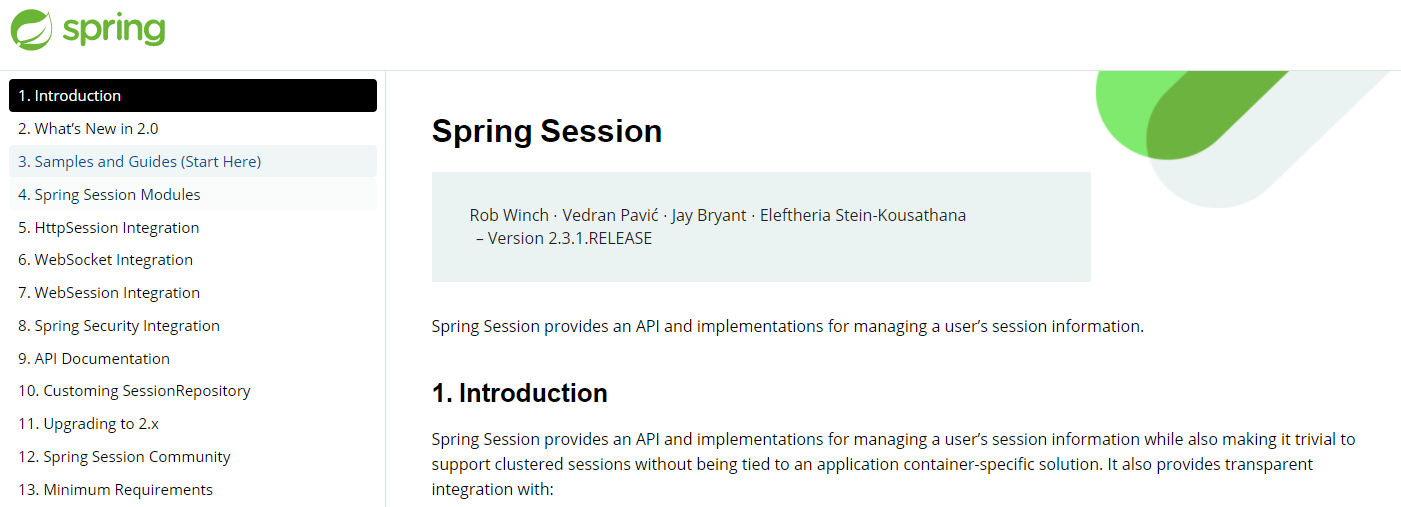 spring
1. Introduction
2. What’s New in 2.0
3. Samples and Guides (Start Here)
4. Spring Session Modules
5. HttpSession Integration
6. WebSocket Integration
7. WebSession Integration
8. Spring Security Integration
9. API Documentation
10. Customing SessionRepository
11. Upgrading to 2.x
12. Spring Session Community
13. Minimum Requirements
Spring Session
Rob Winch · Vedran Pavić · Jay Bryant · Eleftheria Stein-Kousathana
– Version 2.3.1.RELEASE
Spring Session provides an API and implementations for managing a user’s session information.
1. Introduction
Spring Session provides an API and implementations for managing a user’s session information while also making it trivial to
support clustered sessions without being tied to an application container-specific solution. It also provides transparent
integration with: